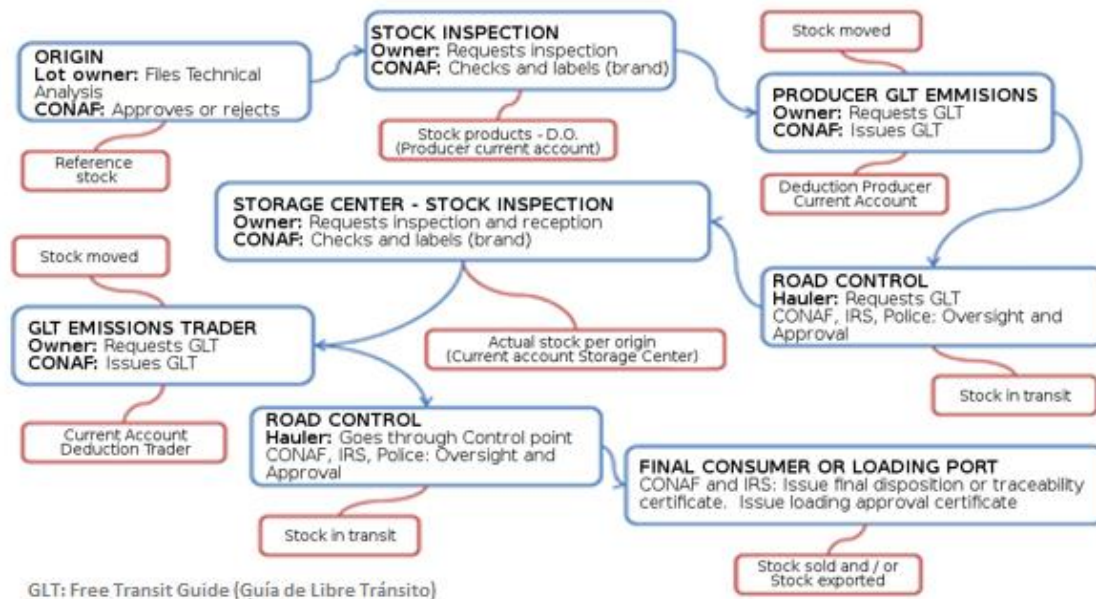 ORIGIN
Lot owner: Files Technical
Analysis
CONAF: Approves or rejects
Reference
stock
STOCK INSPECTION
Owner: Requests inspection
CONAF: Checks and labels (brand)
Stock products - D.O.
(Producer current account)
Stock moved
PRODUCER GLT EMMISIONS
Owner: Requests GLT
CONAF: Issues GLT
Deduction Producer
Current Account
ROAD CONTROL
Hauler: Requests GLT
CONAF, IRS, Police: Oversight and
Approval
Stock in transit
STORAGE CENTER - STOCK INSPECTION
Owner: Requests inspection and reception
CONAF: Checks and labels (brand)
Actual stock per origin
(Current account Storage Center)
Stock moved
GLT EMISSIONS TRADER
Owner: Requests GLT
CONAF: Issues GLT
Current Account
Deduction Trader
ROAD CONTROL
Hauler: Goes through Control point
CONAF, IRS, Police: Oversight and
Approval
Stock in transit
FINAL CONSUMER OR LOADING PORT
CONAF and IRS: Issue final disposition or traceability
certificate. Issue loading approval certificate
Stock sold and / or
Stock exported
GLT: Free Transit Guide (Guía de Libre Tránsito)